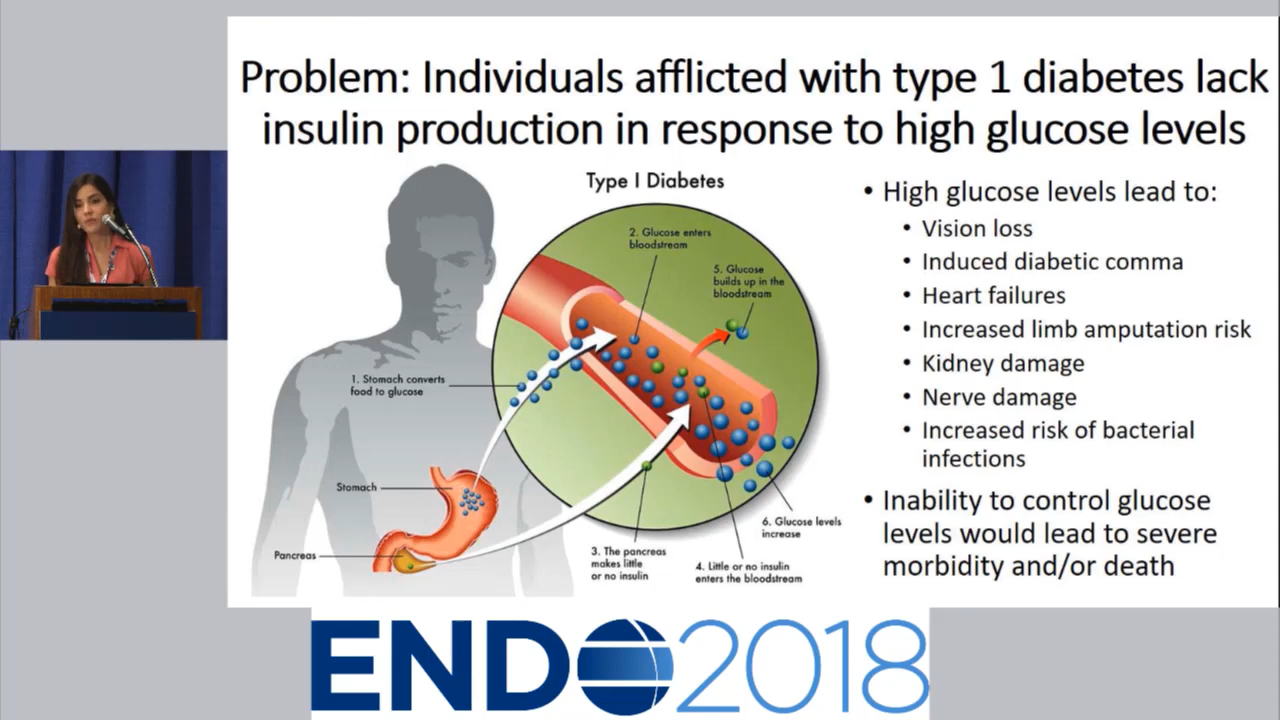 Problem: Individuals afflicted with type 1 diabetes lack
insulin production in response to high glucose levels
Type I Diabetes
2. Glucose enters
bloodstream
5. Glucose
builds up in the
bloodstream
1. Stomach converts
food to glucose
Stomach
Pancreas
3. The pancreas
makes little
or no insulin
4. Little or no insulin
enters the bloodstream
6. Glucose levels
increase
• High glucose levels lead to:
• Vision loss
• Induced diabetic comma
• Heart failures
• Increased limb amputation risk
• Kidney damage
• Nerve damage
• Increased risk of bacterial
infections
• Inability to control glucose
levels would lead to severe
morbidity and/or death
ENDO2018